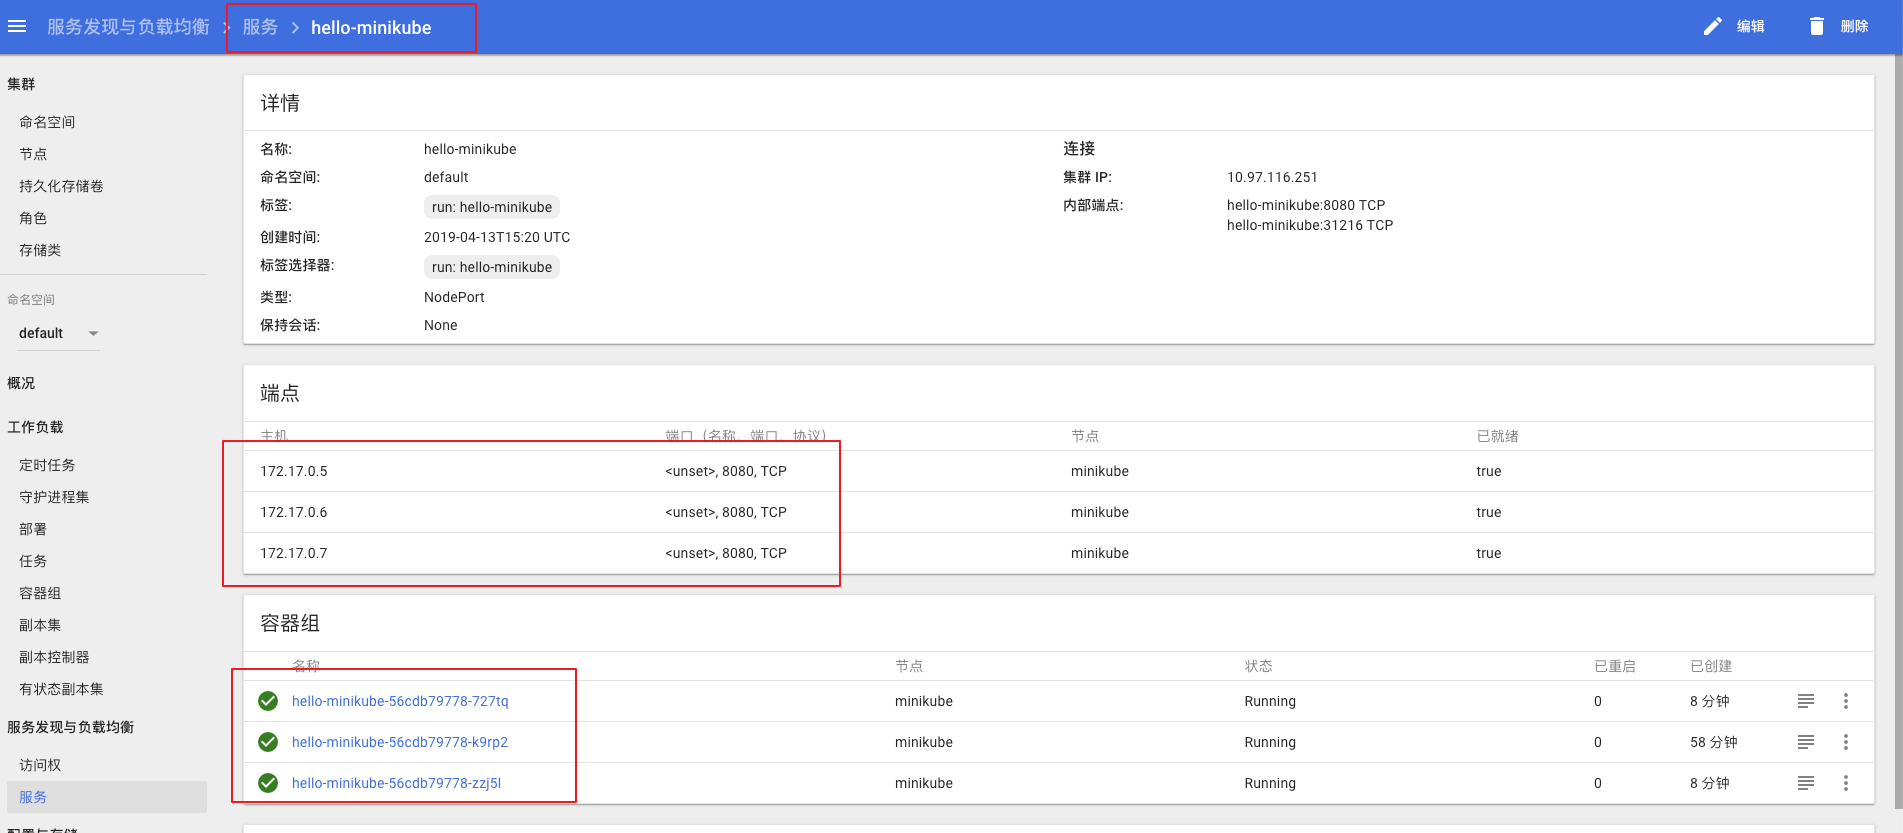 服务发现与负载均衡 › 服务 › hello-minikube 编辑 删除
集群
命名空间
节点
持久化存储卷
角色
存储类
命名空间
default
概况
工作负载
定时任务
守护进程集
部署
任务
容器组
副本集
副本控制器
有状态副本集
服务发现与负载均衡
访问权
服务
配置与存储
详情
名称: hello-minikube
命名空间: default
标签: run: hello-minikube
创建时间: 2019-04-13T15:20 UTC
标签选择器: run: hello-minikube
类型: NodePort
保持会话: None
连接
集群 IP: 10.97.116.251
内部端点: hello-minikube:8080 TCP
hello-minikube:31216 TCP
端点
主机 端口（名称、端口、协议） 节点 已就绪
172.17.0.5 <unset>, 8080, TCP minikube true
172.17.0.6 <unset>, 8080, TCP minikube true
172.17.0.7 <unset>, 8080, TCP minikube true
容器组
名称 节点 状态 已重启 已创建
hello-minikube-56cdb79778-727tq minikube Running 0 8 分钟
hello-minikube-56cdb79778-k9rp2 minikube Running 0 58 分钟
hello-minikube-56cdb79778-zzj5l minikube Running 0 8 分钟